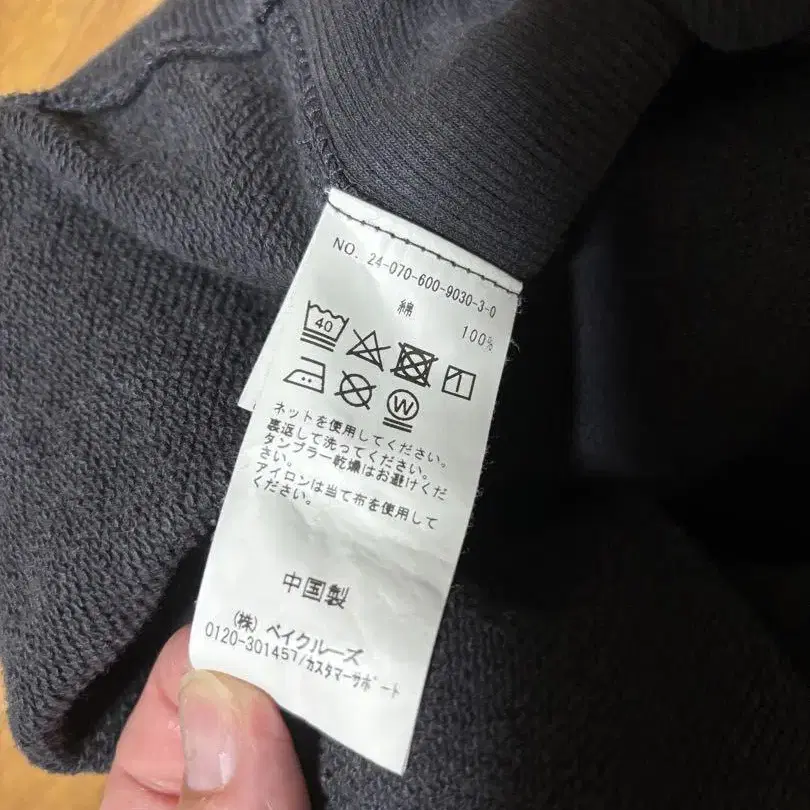 NO. 24-070-600-9030-3-0
綿 100%
40
1
W
ネットを使用してください。
裏返して洗ってください。
タンブラー乾燥はお避けくだ
さい。
アイロンは当て布を使用して
ください。
中国製
(株) ベイクルーズ
0120-301457/カスタマーサポート